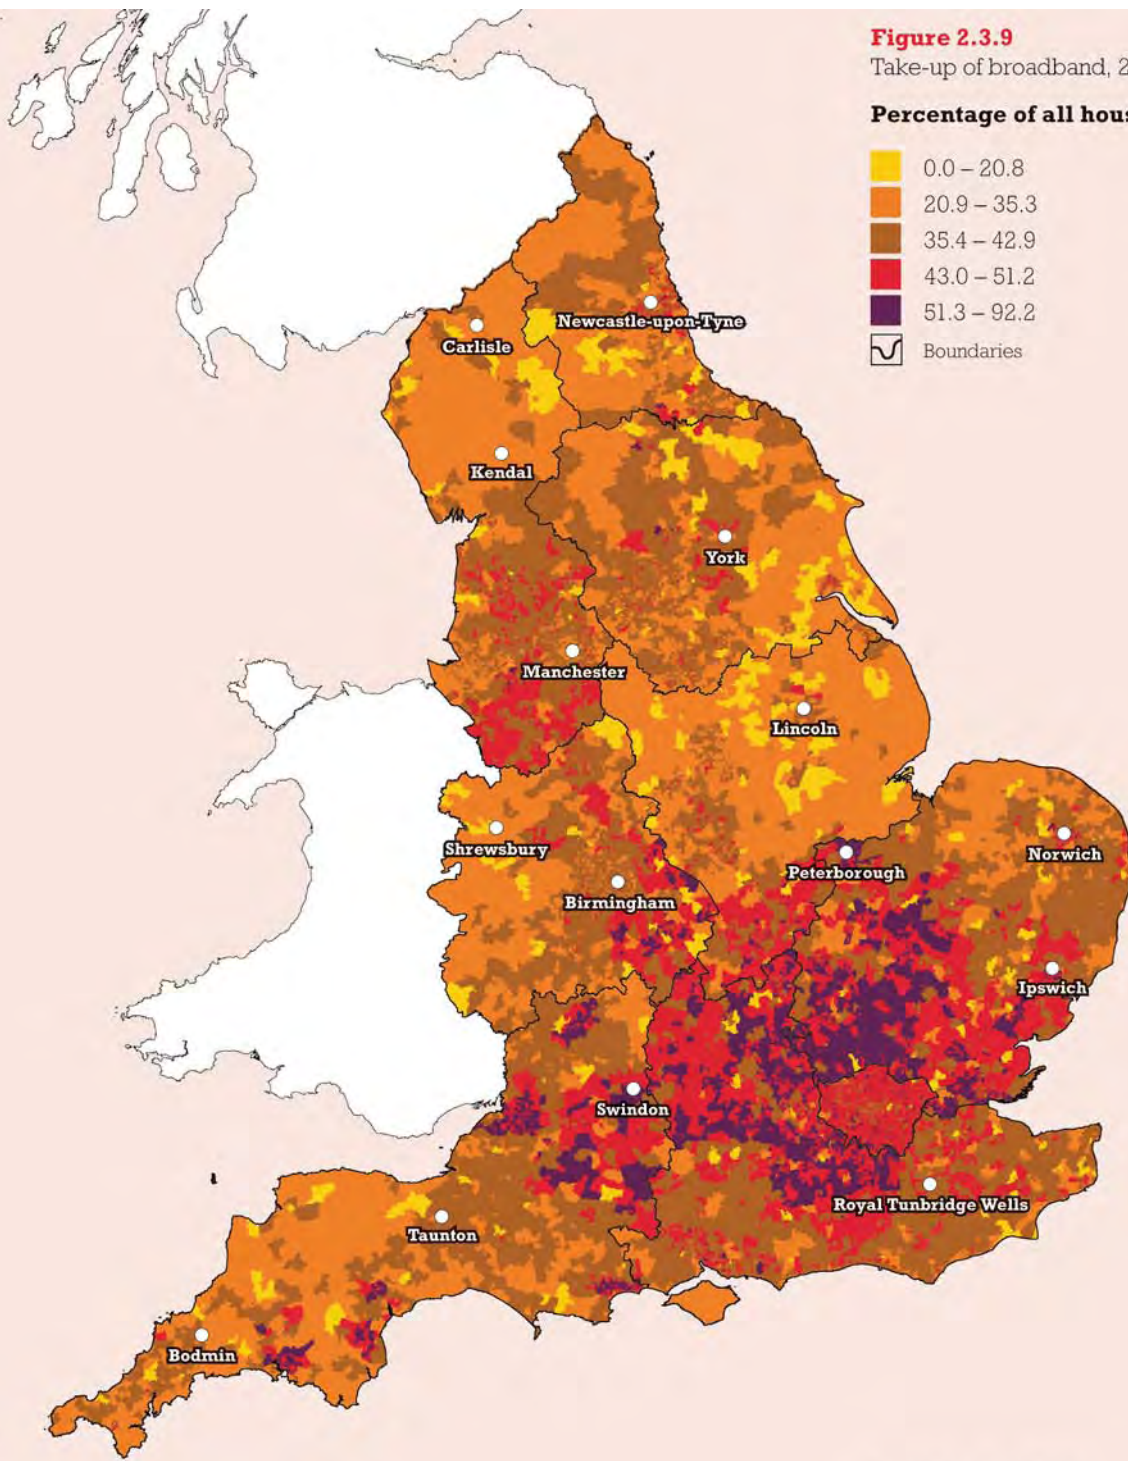 Figure 2.3.9
Take-up of broadband, 2
Percentage of all hous
0.0 – 20.8
20.9 – 35.3
35.4 – 42.9
43.0 – 51.2
51.3 – 92.2
Boundaries
Newcastle-upon-Tyne
Carlisle
Kendal
York
Manchester
Lincoln
Shrewsbury
Norwich
Peterborough
Birmingham
Ipswich
Swindon
Royal Tunbridge Wells
Taunton
Bodmin